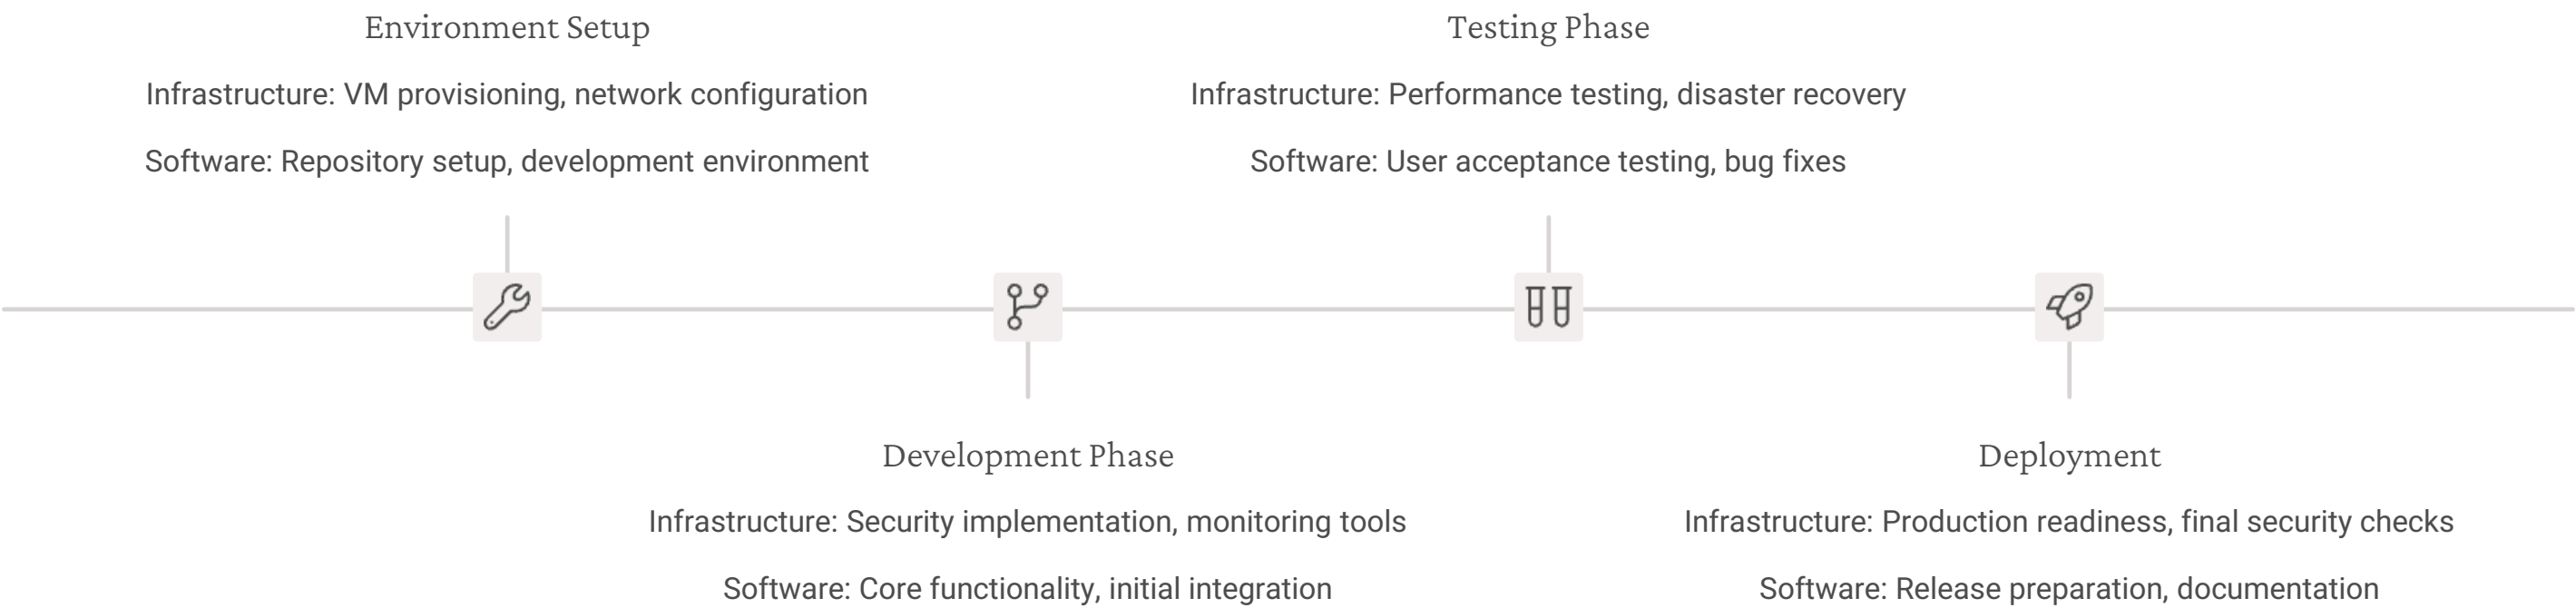 Environment Setup
Infrastructure: VM provisioning, network configuration
Software: Repository setup, development environment
Development Phase
Infrastructure: Security implementation, monitoring tools
Software: Core functionality, initial integration
Testing Phase
Infrastructure: Performance testing, disaster recovery
Software: User acceptance testing, bug fixes
Deployment
Infrastructure: Production readiness, final security checks
Software: Release preparation, documentation